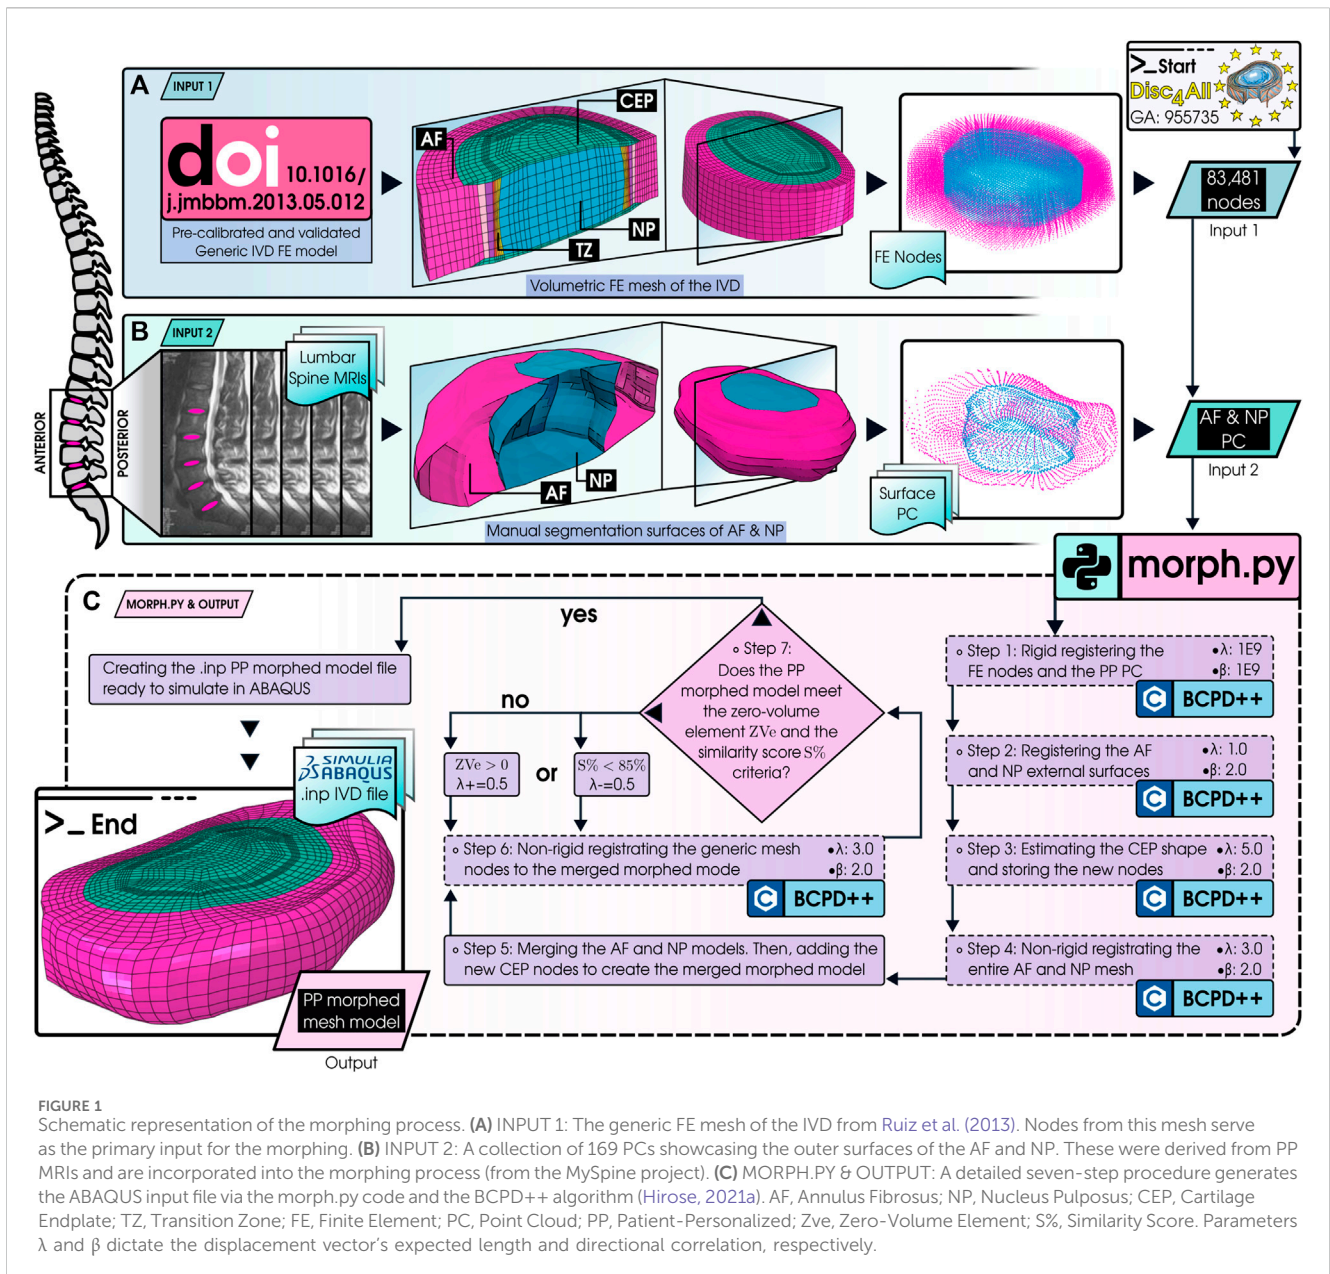 >_Start
Disc4All
GA: 955735
A
INPUT 1
doi 10.1016/
j.jmbbm.2013.05.012
Pre-calibrated and validated
Generic IVD FE model
AF
CEP
NP
TZ
Volumetric FE mesh of the IVD
FE Nodes
83,481
nodes
Input 1
B
INPUT 2
Lumbar
Spine MRIs
ANTERIOR
POSTERIOR
AF
NP
Manual segmentation surfaces of AF & NP
Surface
PC
AF & NP
PC
Input 2
morph.py
C
MORPH.PY & OUTPUT
Step 1: Rigid registering the
FE nodes and the PP PC
•λ: 1E9
•β: 1E9
BCPD++
Step 2: Registering the AF
and NP external surfaces
•λ: 1.0
•β: 2.0
BCPD++
Step 3: Estimating the CEP shape
and storing the new nodes
•λ: 5.0
•β: 2.0
BCPD++
Step 4: Non-rigid registrating the
entire AF and NP mesh
•λ: 3.0
•β: 2.0
BCPD++
Step 5: Merging the AF and NP models. Then, adding the
new CEP nodes to create the merged morphed model
Step 6: Non-rigid registrating the generic mesh
nodes to the merged morphed mode
•λ: 3.0
•β: 2.0
BCPD++
Step 7:
Does the PP
morphed model meet
the zero-volume
element ZVe and the
similarity score S%
criteria?
no
ZVe > 0
λ+=0.5
or
S% < 85%
λ-=0.5
yes
Creating the .inp PP morphed model file
ready to simulate in ABAQUS
SIMULIA
ABAQUS
.inp IVD file
>_ End
PP morphed
mesh model
Output
FIGURE 1
Schematic representation of the morphing process. (A) INPUT 1: The generic FE mesh of the IVD from Ruiz et al. (2013). Nodes from this mesh serve
as the primary input for the morphing. (B) INPUT 2: A collection of 169 PCs showcasing the outer surfaces of the AF and NP. These were derived from PP
MRIs and are incorporated into the morphing process (from the MySpine project). (C) MORPH.PY & OUTPUT: A detailed seven-step procedure generates
the ABAQUS input file via the morph.py code and the BCPD++ algorithm (Hirose, 2021a). AF, Annulus Fibrosus; NP, Nucleus Pulposus; CEP, Cartilage
Endplate; TZ, Transition Zone; FE, Finite Element; PC, Point Cloud; PP, Patient-Personalized; Zve, Zero-Volume Element; S%, Similarity Score. Parameters
λ and β dictate the displacement vector's expected length and directional correlation, respectively.